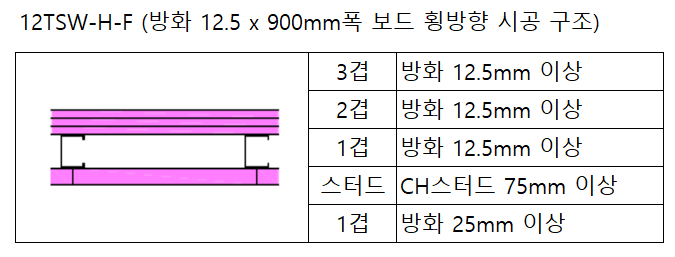 12TSW-H-F (방화 12.5 x 900mm폭 보드 횡방향 시공 구조)
3겹 방화 12.5mm 이상
2겹 방화 12.5mm 이상
1겹 방화 12.5mm 이상
스터드 CH스터드 75mm 이상
1겹 방화 25mm 이상